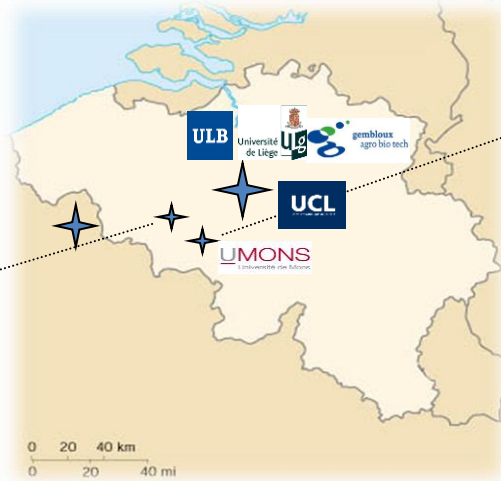 ULB
Université
de Liège
ULg
gembloux
agro bio tech
UCL
UMONS
Université de Mons
0 20 40 km
0 20 40 mi